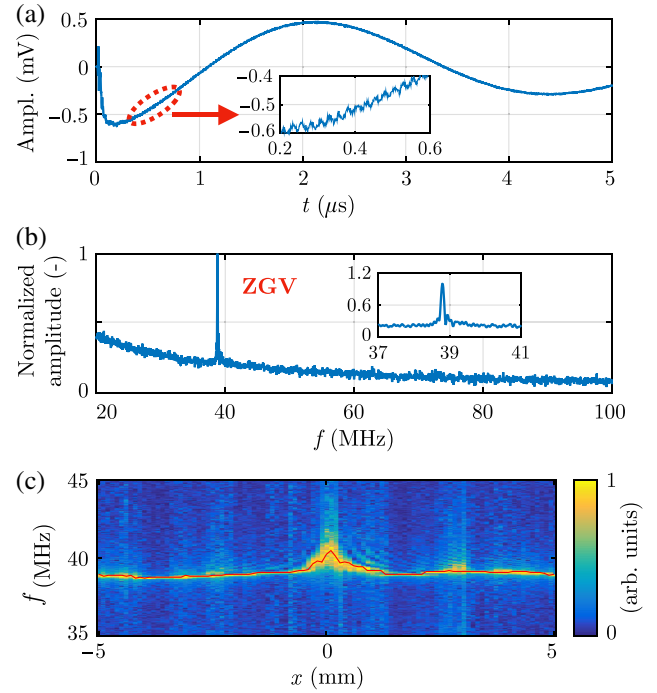 (a)
Ampl. (mV)
0.5
0
−0.5
−1
−0.4
−0.5
−0.6
0.2 0.4 0.6
0 1 2 3 4 5
t (μs)
(b)
Normalized
amplitude (-)
1
0
ZGV
1.2
0.6
0
37 39 41
20 40 60 80 100
f (MHz)
(c)
f (MHz)
45
40
35
−5 0 5
x (mm)
1
0
(arb. units)